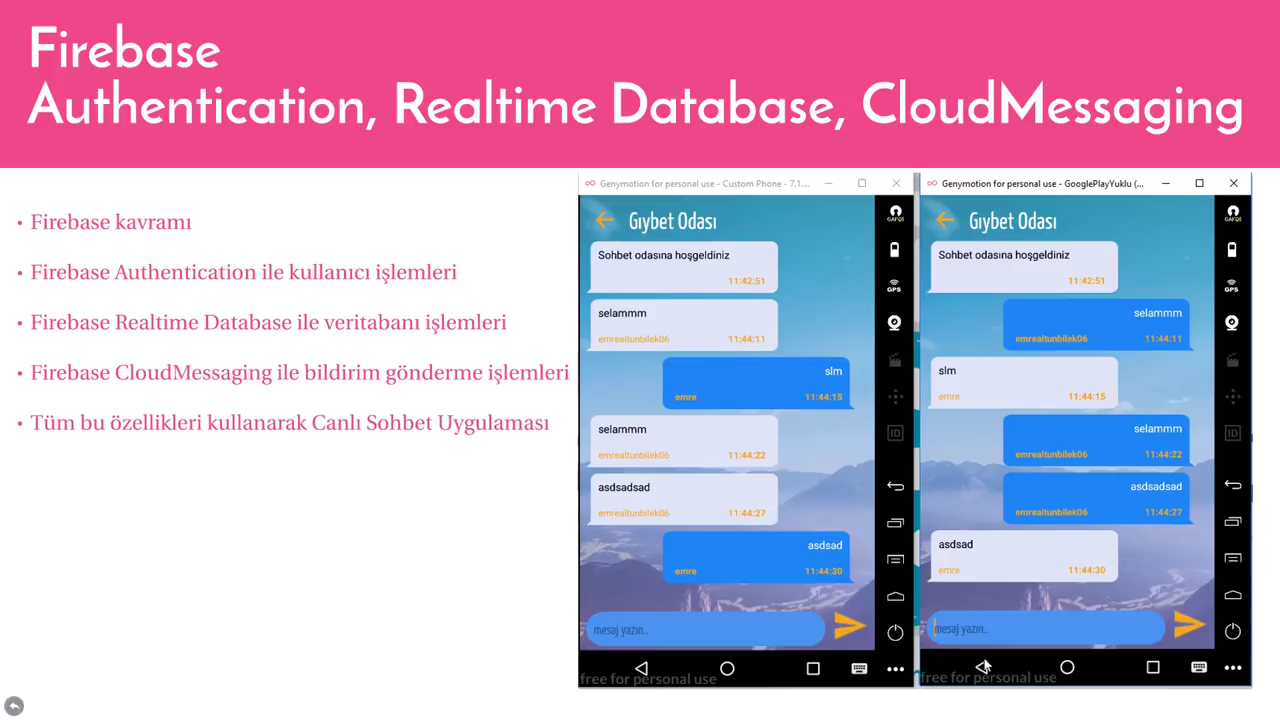 Firebase
Authentication, Realtime Database, CloudMessaging
• Firebase kavramı
• Firebase Authentication ile kullanıcı işlemleri
• Firebase Realtime Database ile veritabanı işlemleri
• Firebase CloudMessaging ile bildirim gönderme işlemleri
• Tüm bu özellikleri kullanarak Canlı Sohbet Uygulaması
Genymotion for personal use - Custom Phone - 7.1....
Gıybet Odası
Sohbet odasına hoşgeldiniz
11:42:51
selammm
emrealtunbilek06 11:44:11
slm
emre 11:44:15
selammm
emrealtunbilek06 11:44:22
asdsadsad
emrealtunbilek06 11:44:27
asdsad
emre 11:44:30
mesaj yazın..
free for personal use
GAPPS
GPS
ID
Genymotion for personal use - GooglePlayYuklu (...
Gıybet Odası
Sohbet odasına hoşgeldiniz
11:42:51
selammm
emrealtunbilek06 11:44:11
slm
emre 11:44:15
selammm
emrealtunbilek06 11:44:22
asdsadsad
emrealtunbilek06 11:44:27
asdsad
emre 11:44:30
mesaj yazın..
free for personal use
GAPPS
GPS
ID